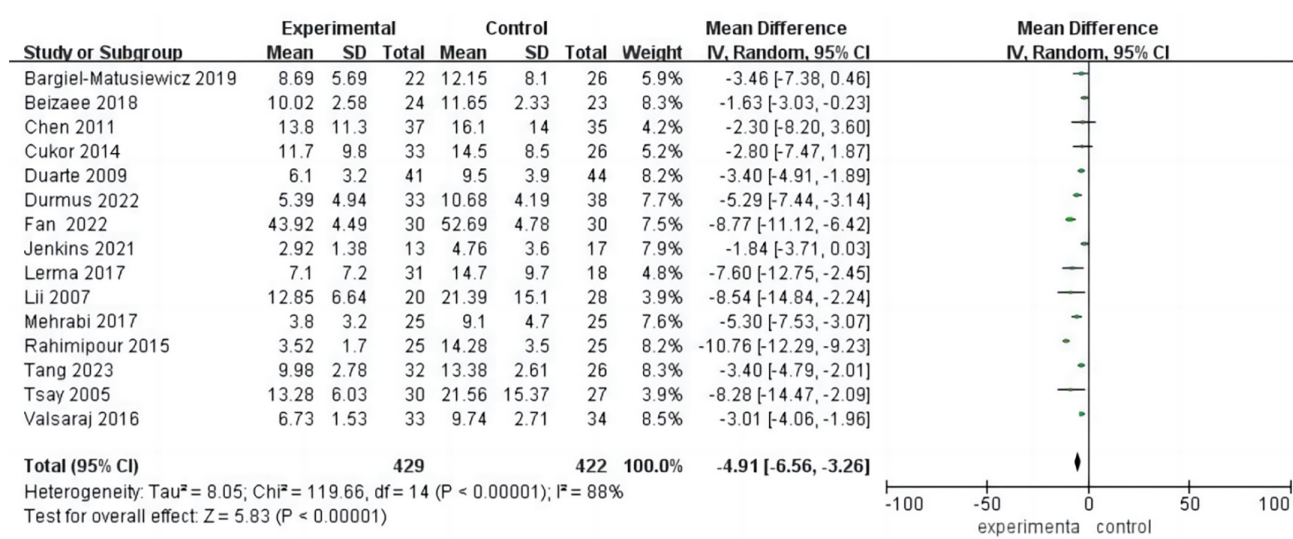 Experimental Control Mean Difference Mean Difference
Study or Subgroup Mean SD Total Mean SD Total Weight IV, Random, 95% CI IV, Random, 95% CI
Bargiel-Matusiewicz 2019 8.69 5.69 22 12.15 8.1 26 5.9% -3.46 [-7.38, 0.46]
Beizaee 2018 10.02 2.58 24 11.65 2.33 23 8.3% -1.63 [-3.03, -0.23]
Chen 2011 13.8 11.3 37 16.1 14 35 4.2% -2.30 [-8.20, 3.60]
Cukor 2014 11.7 9.8 33 14.5 8.5 26 5.2% -2.80 [-7.47, 1.87]
Duarte 2009 6.1 3.2 41 9.5 3.9 44 8.2% -3.40 [-4.91, -1.89]
Durmus 2022 5.39 4.94 33 10.68 4.19 38 7.7% -5.29 [-7.44, -3.14]
Fan 2022 43.92 4.49 30 52.69 4.78 30 7.5% -8.77 [-11.12, -6.42]
Jenkins 2021 2.92 1.38 13 4.76 3.6 17 7.9% -1.84 [-3.71, 0.03]
Lerma 2017 7.1 7.2 31 14.7 9.7 18 4.8% -7.60 [-12.75, -2.45]
Lii 2007 12.85 6.64 20 21.39 15.1 28 3.9% -8.54 [-14.84, -2.24]
Mehrabi 2017 3.8 3.2 25 9.1 4.7 25 7.6% -5.30 [-7.53, -3.07]
Rahimipour 2015 3.52 1.7 25 14.28 3.5 25 8.2% -10.76 [-12.29, -9.23]
Tang 2023 9.98 2.78 32 13.38 2.61 26 8.3% -3.40 [-4.79, -2.01]
Tsay 2005 13.28 6.03 30 21.56 15.37 27 3.9% -8.28 [-14.47, -2.09]
Valsaraj 2016 6.73 1.53 33 9.74 2.71 34 8.5% -3.01 [-4.06, -1.96]
Total (95% CI) 429 422 100.0% -4.91 [-6.56, -3.26]
Heterogeneity: Tau² = 8.05; Chi² = 119.66, df = 14 (P < 0.00001); I² = 88%
Test for overall effect: Z = 5.83 (P < 0.00001)
-100 -50 0 50 100
experimenta control